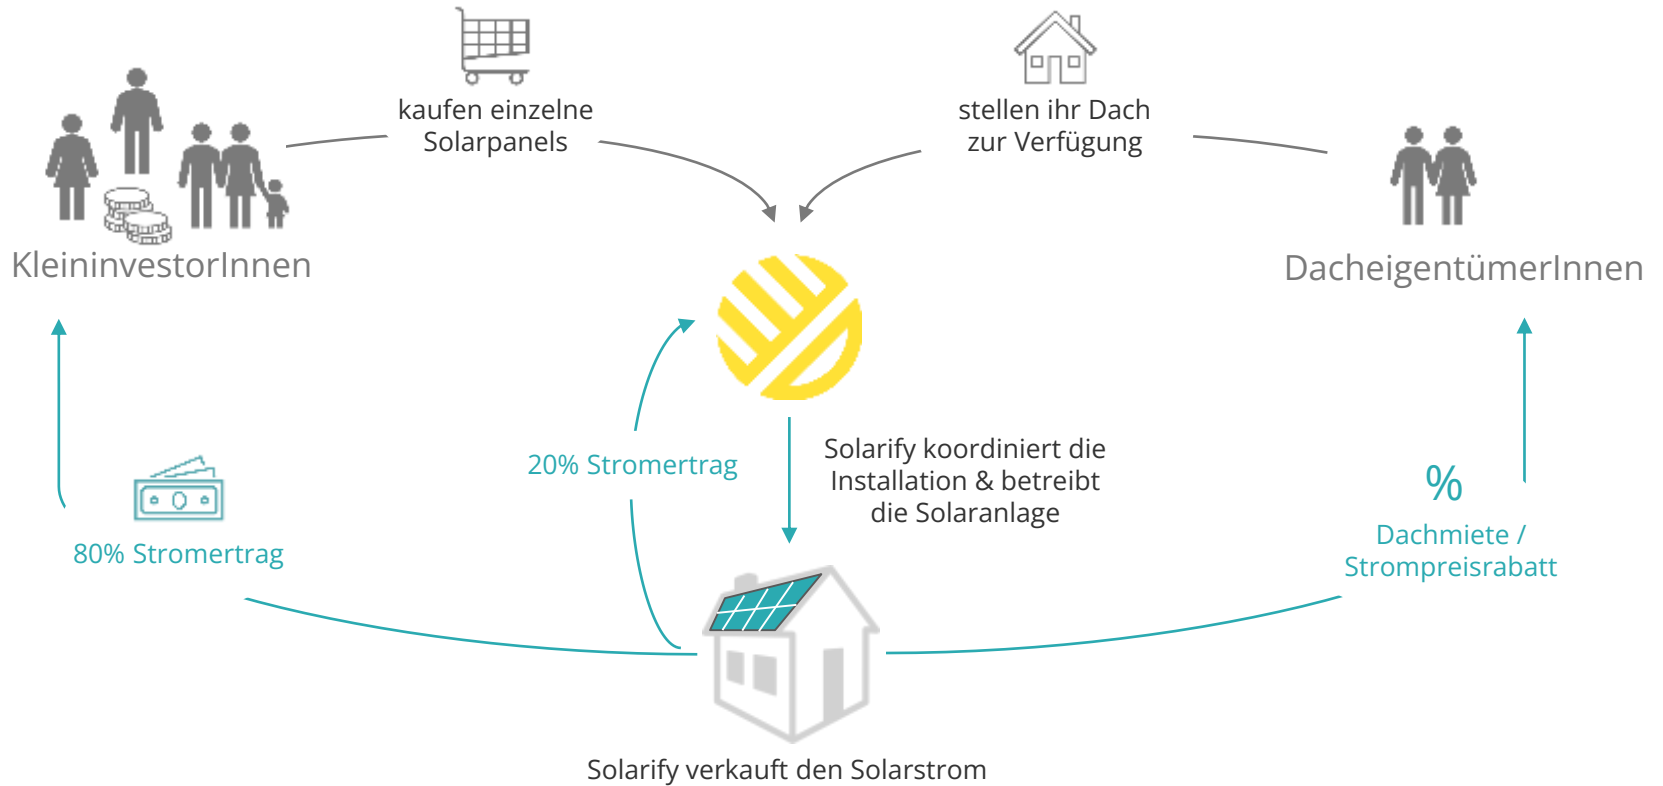 kaufen einzelne
Solarpanels
stellen ihr Dach
zur Verfügung
KleininvestorInnen
DacheigentümerInnen
20% Stromertrag
Solarify koordiniert die
Installation & betreibt
die Solaranlage
80% Stromertrag
%
Dachmiete /
Strompreisrabatt
Solarify verkauft den Solarstrom